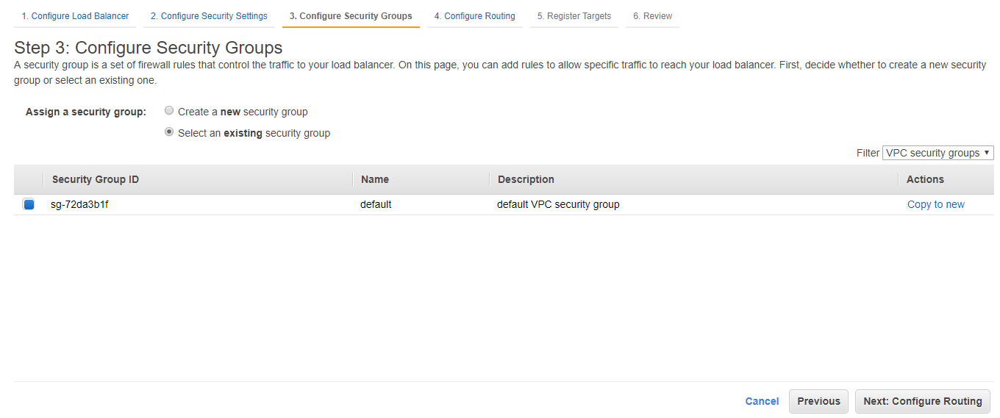 1. Configure Load Balancer 2. Configure Security Settings 3. Configure Security Groups 4. Configure Routing 5. Register Targets 6. Review
Step 3: Configure Security Groups
A security group is a set of firewall rules that control the traffic to your load balancer. On this page, you can add rules to allow specific traffic to reach your load balancer. First, decide whether to create a new security
group or select an existing one.
Assign a security group: Create a new security group
Select an existing security group
Filter VPC security groups
Security Group ID Name Description Actions
sg-72da3b1f default default VPC security group Copy to new
Cancel Previous Next: Configure Routing